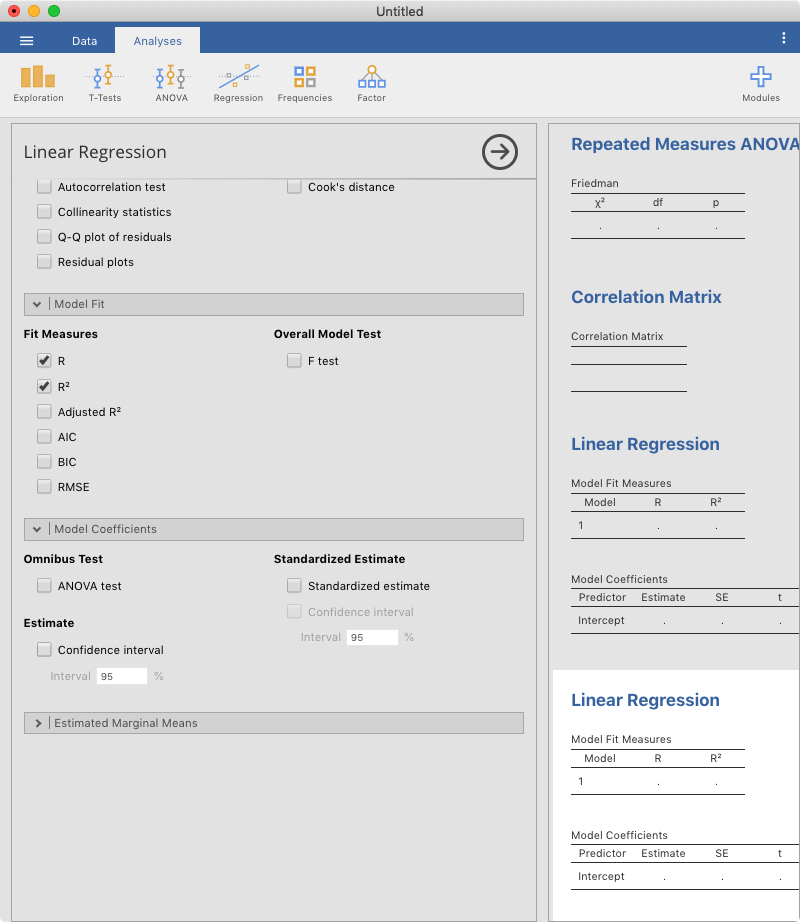 Untitled
Data
Analyses
Exploration
T-Tests
ANOVA
Regression
Frequencies
Factor
Modules
Linear Regression
Autocorrelation test
Cook's distance
Collinearity statistics
Q-Q plot of residuals
Residual plots
| Model Fit
Fit Measures
Overall Model Test
R
F test
R²
Adjusted R²
AIC
BIC
RMSE
| Model Coefficients
Omnibus Test
Standardized Estimate
ANOVA test
Standardized estimate
Confidence interval
Interval 95 %
Estimate
Confidence interval
Interval 95 %
| Estimated Marginal Means
Repeated Measures ANOVA
Friedman
χ² df p
. . .
Correlation Matrix
Correlation Matrix
Linear Regression
Model Fit Measures
Model R R²
1 . .
Model Coefficients
Predictor Estimate SE t
Intercept . . .
Linear Regression
Model Fit Measures
Model R R²
1 . .
Model Coefficients
Predictor Estimate SE t
Intercept . . .